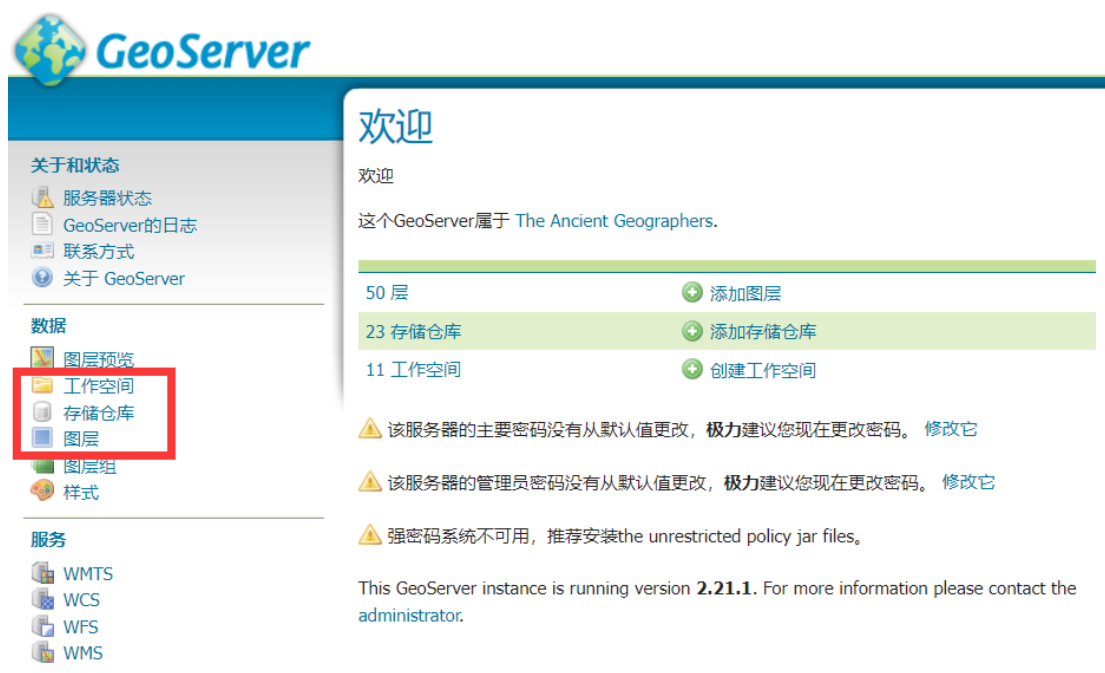 GeoServer
关于和状态
服务器状态
GeoServer的日志
联系方式
关于 GeoServer
数据
图层预览
工作空间
存储仓库
图层
图层组
样式
服务
WMTS
WCS
WFS
WMS
欢迎
欢迎
这个GeoServer属于 The Ancient Geographers.
50 层 添加图层
23 存储仓库 添加存储仓库
11 工作空间 创建工作空间
该服务器的主要密码没有从默认值更改，极力建议您现在更改密码。 修改它
该服务器的管理员密码没有从默认值更改，极力建议您现在更改密码。 修改它
强密码系统不可用，推荐安装the unrestricted policy jar files。
This GeoServer instance is running version 2.21.1. For more information please contact the
administrator.